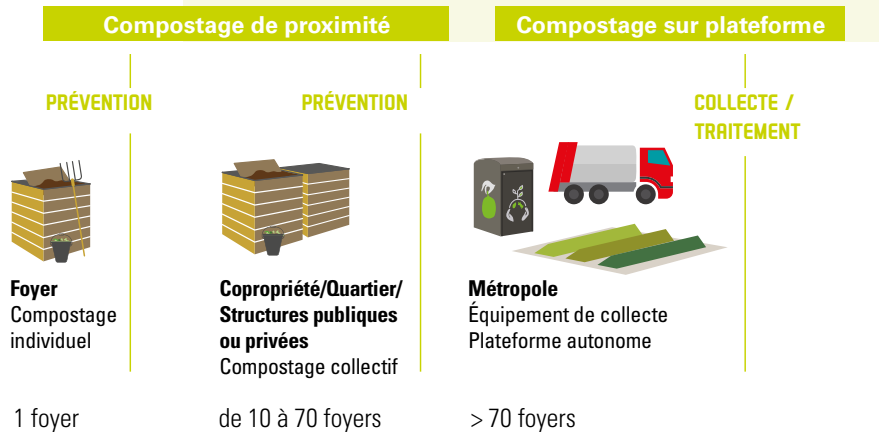 Compostage de proximité
Compostage sur plateforme
PRÉVENTION
PRÉVENTION
COLLECTE /
TRAITEMENT
Foyer
Compostage
individuel
Copropriété/Quartier/
Structures publiques
ou privées
Compostage collectif
Métropole
Équipement de collecte
Plateforme autonome
1 foyer
de 10 à 70 foyers
> 70 foyers